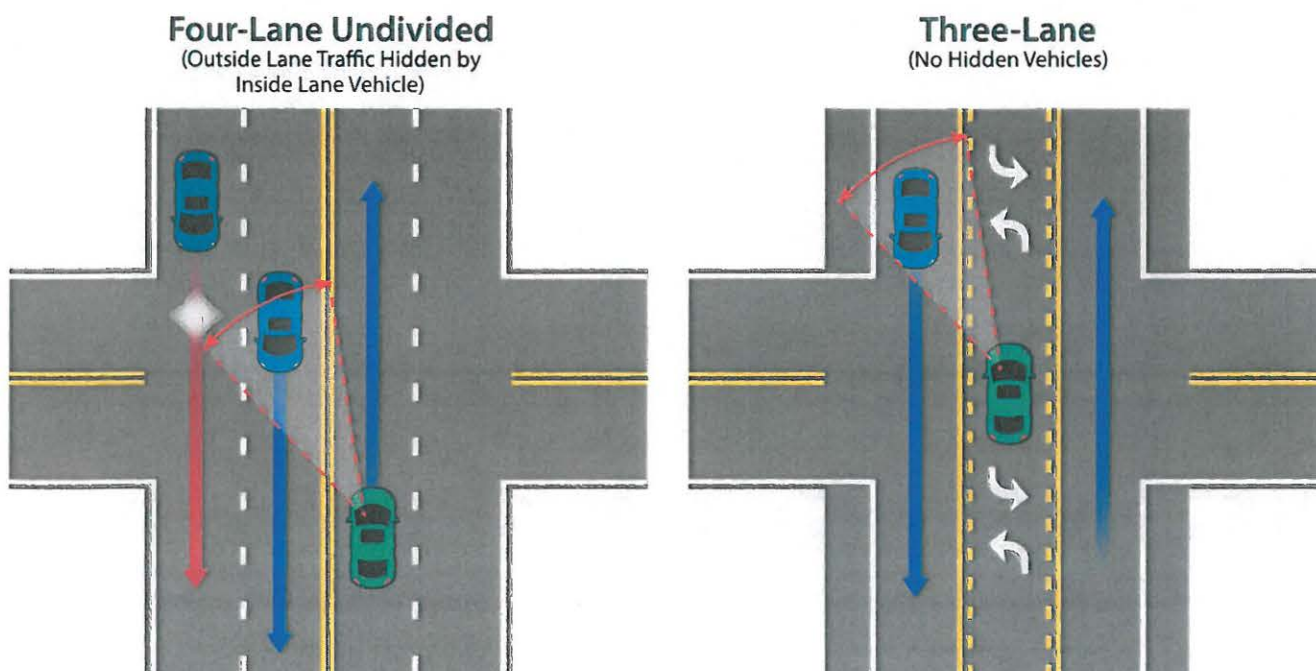 Four-Lane Undivided
(Outside Lane Traffic Hidden by
Inside Lane Vehicle)
Three-Lane
(No Hidden Vehicles)